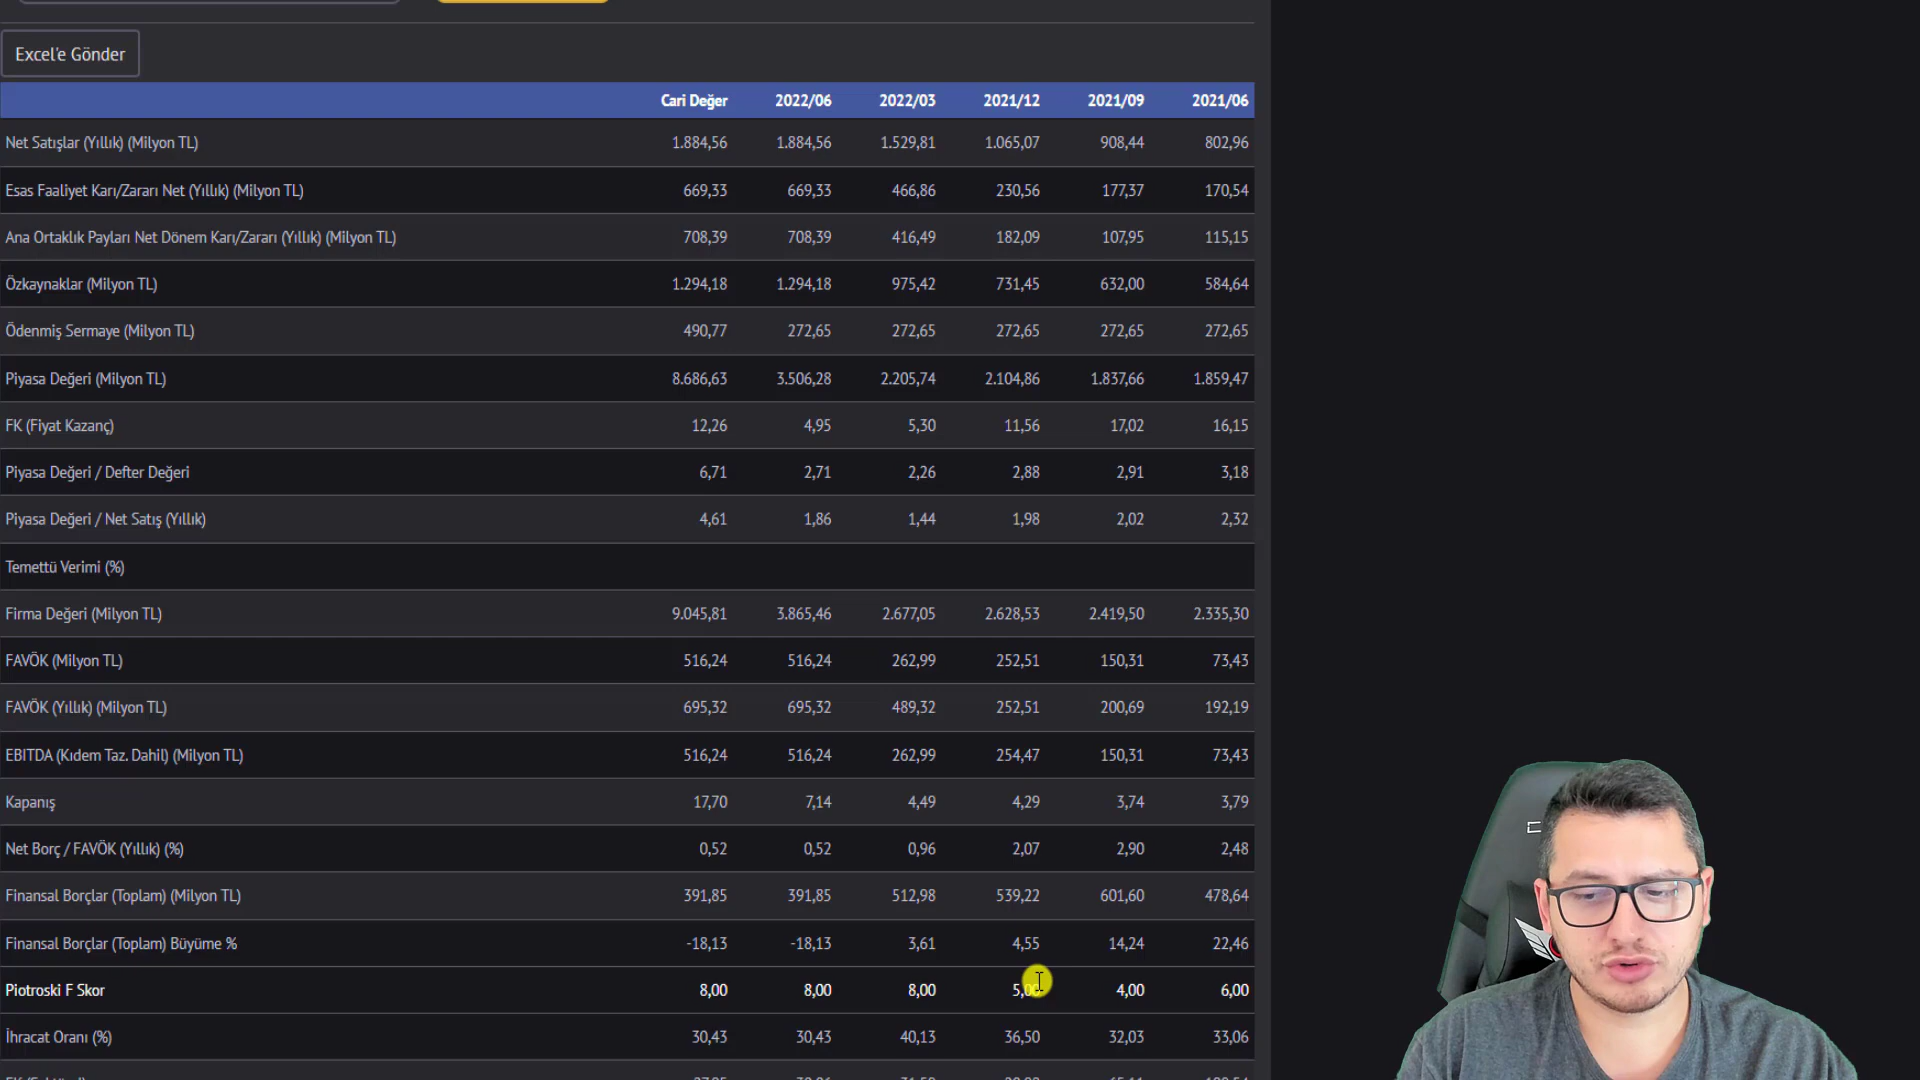 Excel'e Gönder
Cari Değer 2022/06 2022/03 2021/12 2021/09 2021/06
Net Satışlar (Yıllık) (Milyon TL) 1.884,56 1.884,56 1.529,81 1.065,07 908,44 802,96
Esas Faaliyet Karı/Zararı Net (Yıllık) (Milyon TL) 669,33 669,33 466,86 230,56 177,37 170,54
Ana Ortaklık Payları Net Dönem Karı/Zararı (Yıllık) (Milyon TL) 708,39 708,39 416,49 182,09 107,95 115,15
Özkaynaklar (Milyon TL) 1.294,18 1.294,18 975,42 731,45 632,00 584,64
Ödenmiş Sermaye (Milyon TL) 490,77 272,65 272,65 272,65 272,65 272,65
Piyasa Değeri (Milyon TL) 8.686,63 3.506,28 2.205,74 2.104,86 1.837,66 1.859,47
FK (Fiyat Kazanç) 12,26 4,95 5,30 11,56 17,02 16,15
Piyasa Değeri / Defter Değeri 6,71 2,71 2,26 2,88 2,91 3,18
Piyasa Değeri / Net Satış (Yıllık) 4,61 1,86 1,44 1,98 2,02 2,32
Temettü Verimi (%)
Firma Değeri (Milyon TL) 9.045,81 3.865,46 2.677,05 2.628,53 2.419,50 2.335,30
FAVÖK (Milyon TL) 516,24 516,24 262,99 252,51 150,31 73,43
FAVÖK (Yıllık) (Milyon TL) 695,32 695,32 489,32 252,51 200,69 192,19
EBITDA (Kıdem Taz. Dahil) (Milyon TL) 516,24 516,24 262,99 254,47 150,31 73,43
Kapanış 17,70 7,14 4,49 4,29 3,74 3,79
Net Borç / FAVÖK (Yıllık) (%) 0,52 0,52 0,96 2,07 2,90 2,48
Finansal Borçlar (Toplam) (Milyon TL) 391,85 391,85 512,98 539,22 601,60 478,64
Finansal Borçlar (Toplam) Büyüme % -18,13 -18,13 3,61 4,55 14,24 22,46
Piotroski F Skor 8,00 8,00 8,00 5,00 4,00 6,00
İhracat Oranı (%) 30,43 30,43 40,13 36,50 32,03 33,06